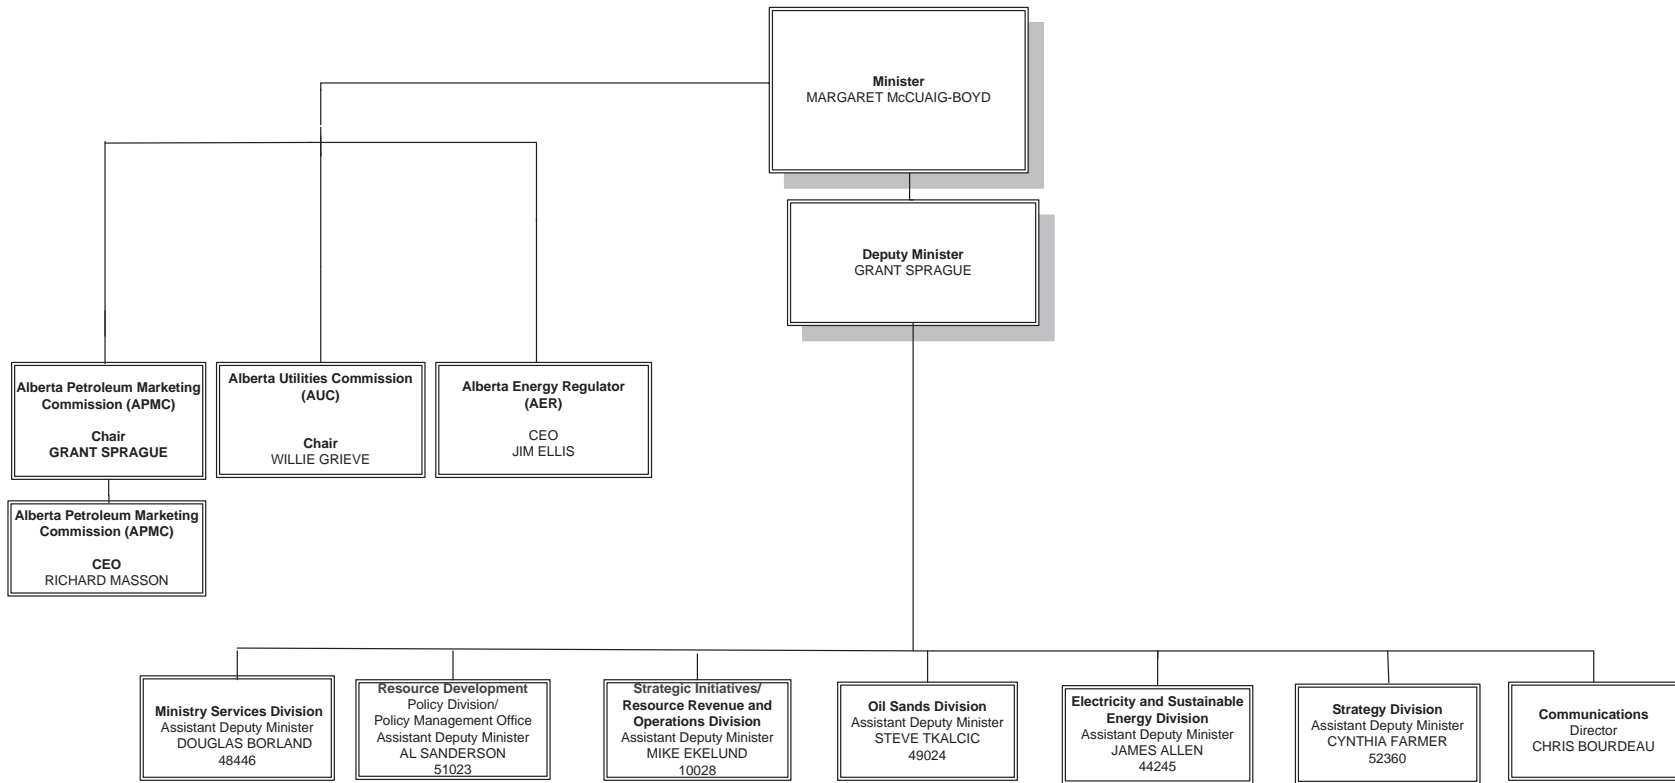 Minister
MARGARET McCUAIG-BOYD
Deputy Minister
GRANT SPRAGUE
Alberta Petroleum Marketing
Commission (APMC)
Chair
GRANT SPRAGUE
Alberta Utilities Commission
(AUC)
Chair
WILLIE GRIEVE
Alberta Energy Regulator
(AER)
CEO
JIM ELLIS
Alberta Petroleum Marketing
Commission (APMC)
CEO
RICHARD MASSON
Ministry Services Division
Assistant Deputy Minister
DOUGLAS BORLAND
48446
Resource Development
Policy Division/
Policy Management Office
Assistant Deputy Minister
AL SANDERSON
51023
Strategic Initiatives/
Resource Revenue and
Operations Division
Assistant Deputy Minister
MIKE EKELUND
10028
Oil Sands Division
Assistant Deputy Minister
STEVE TKALCIC
49024
Electricity and Sustainable
Energy Division
Assistant Deputy Minister
JAMES ALLEN
44245
Strategy Division
Assistant Deputy Minister
CYNTHIA FARMER
52360
Communications
Director
CHRIS BOURDEAU